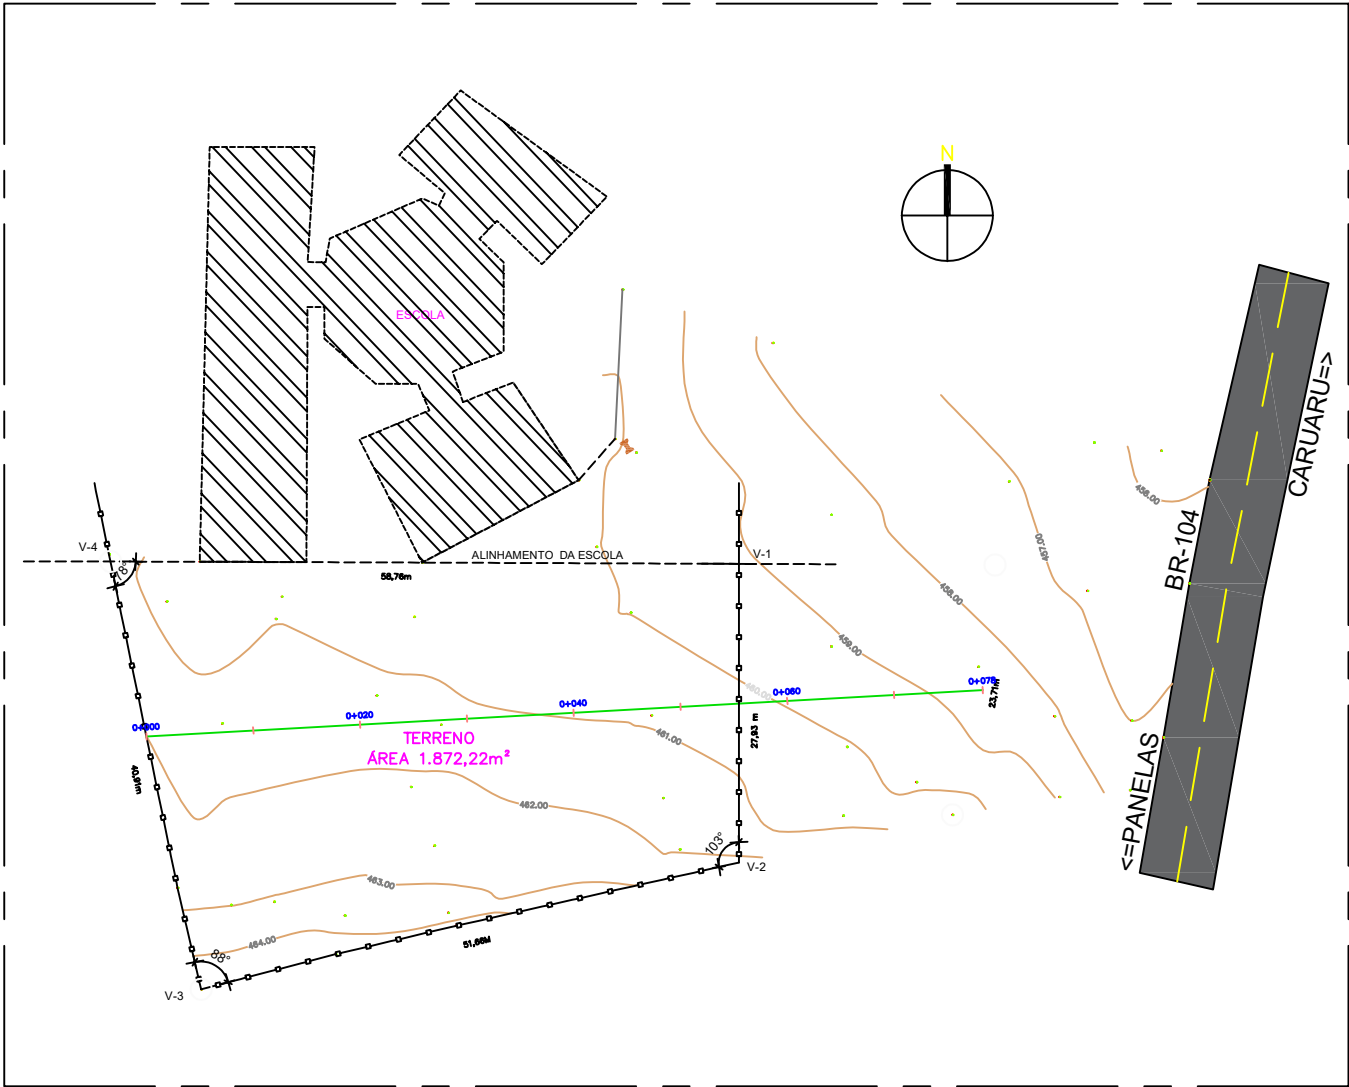 N
ESCOLA
CARUARU=>
BR-104
<=PANELAS
456.00
457.00
458.00
459.00
460.00
461.00
462.00
463.00
464.00
V-4
78°
ALINHAMENTO DA ESCOLA
V-1
58,76m
0+000
0+020
0+040
0+060
0+078
23,71m
27,93 m
TERRENO
ÁREA 1.872,22m²
40,91m
103°
V-2
51,66M
88°
V-3